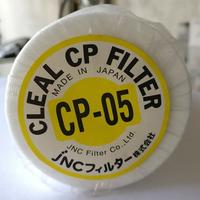 CLEAL CP FILTER
MADE IN JAPAN
CP-05
JNC Filter Co., Ltd.
JNCフィルター株式会社